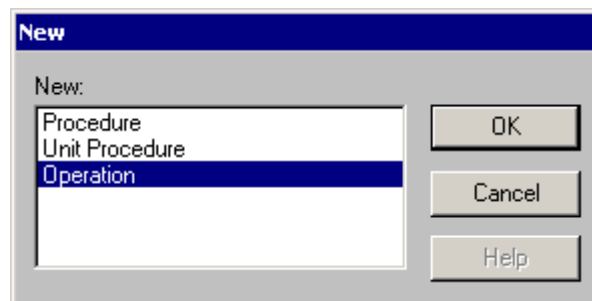 New
New:
Procedure
Unit Procedure
Operation
OK
Cancel
Help